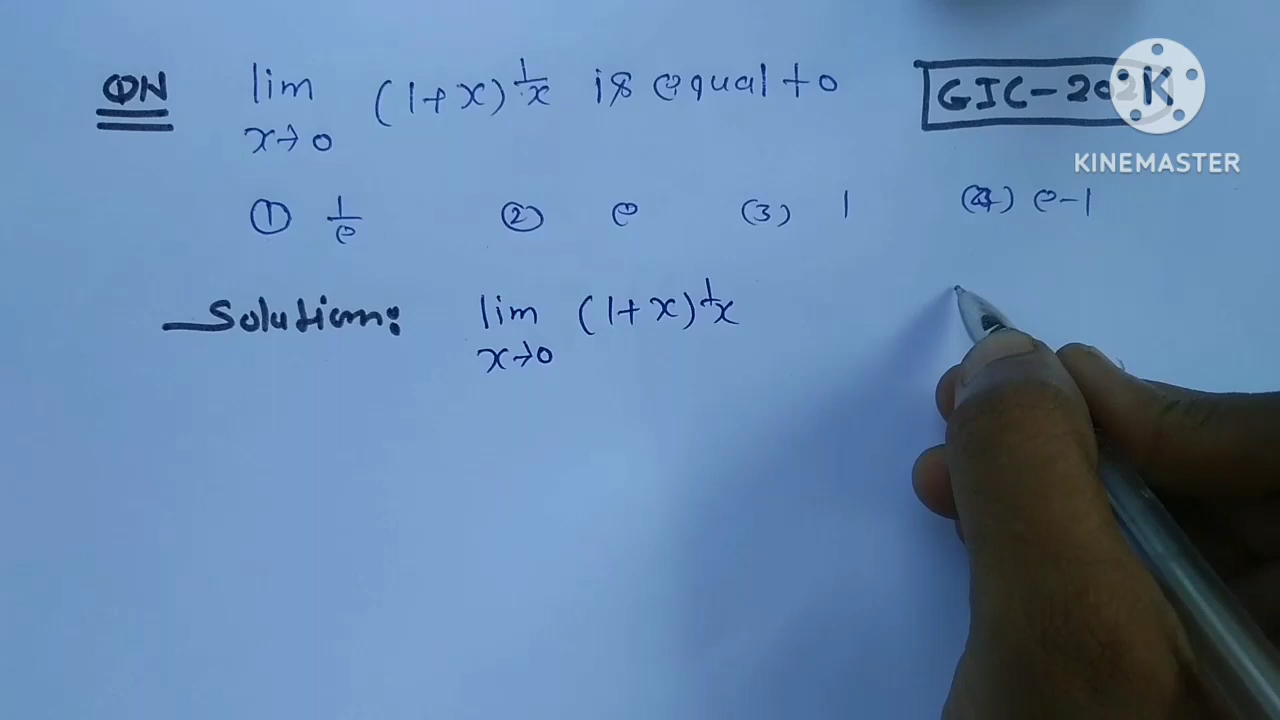 QN lim (1+x)^1/x is equal to GIC-202
x→0
K
KINEMASTER
① 1/e ② e (3) 1 (4) e-1
Solution: lim (1+x)^1/x
x→0